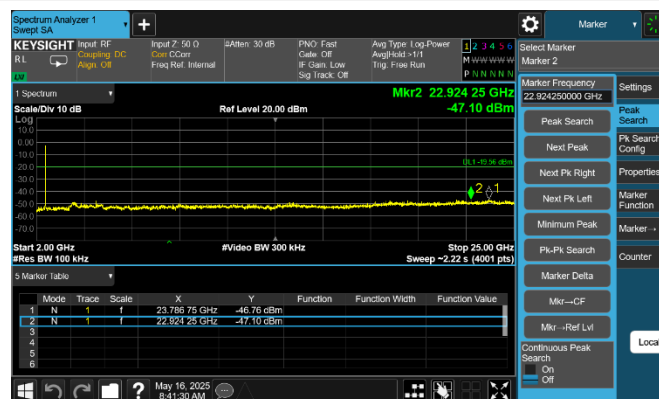 Spectrum Analyzer 1
Swept SA
+
Marker
KEYSIGHT
RL
LXI
Input: RF
Coupling: DC
Align: Off
Input Z: 50 Ω
Corr CCorr
Freq Ref: Internal
#Atten: 30 dB
PNO: Fast
Gate: Off
IF Gain: Low
Sig Track: Off
Avg Type: Log-Power
Avg|Hold:>1/1
Trig: Free Run
1 2 3 4 5 6
M W W W W W
P N N N N N
Select Marker
Marker 2
1 Spectrum
Scale/Div 10 dB
Ref Level 20.00 dBm
Mkr2 22.924 25 GHz
-47.10 dBm
Log
10.0
0.00
-10.0
-20.0
-30.0
-40.0
-50.0
-60.0
-70.0
DL1 -19.56 dBm
2
1
Start 2.00 GHz
#Res BW 100 kHz
#Video BW 300 kHz
Stop 25.00 GHz
Sweep ~2.22 s (4001 pts)
5 Marker Table
Mode Trace Scale X Y Function Function Width Function Value
1 N 1 f 23.786 75 GHz -46.76 dBm
2 N 1 f 22.924 25 GHz -47.10 dBm
3
4
5
6
Marker Frequency
22.924250000 GHz
Peak Search
Next Peak
Next Pk Right
Next Pk Left
Minimum Peak
Pk-Pk Search
Marker Delta
Mkr→CF
Mkr→Ref Lvl
Continuous Peak
Search
On
Off
Settings
Peak
Search
Pk Search
Config
Properties
Marker
Function
Marker→
Counter
Local
?
May 16, 2025
8:41:30 AM